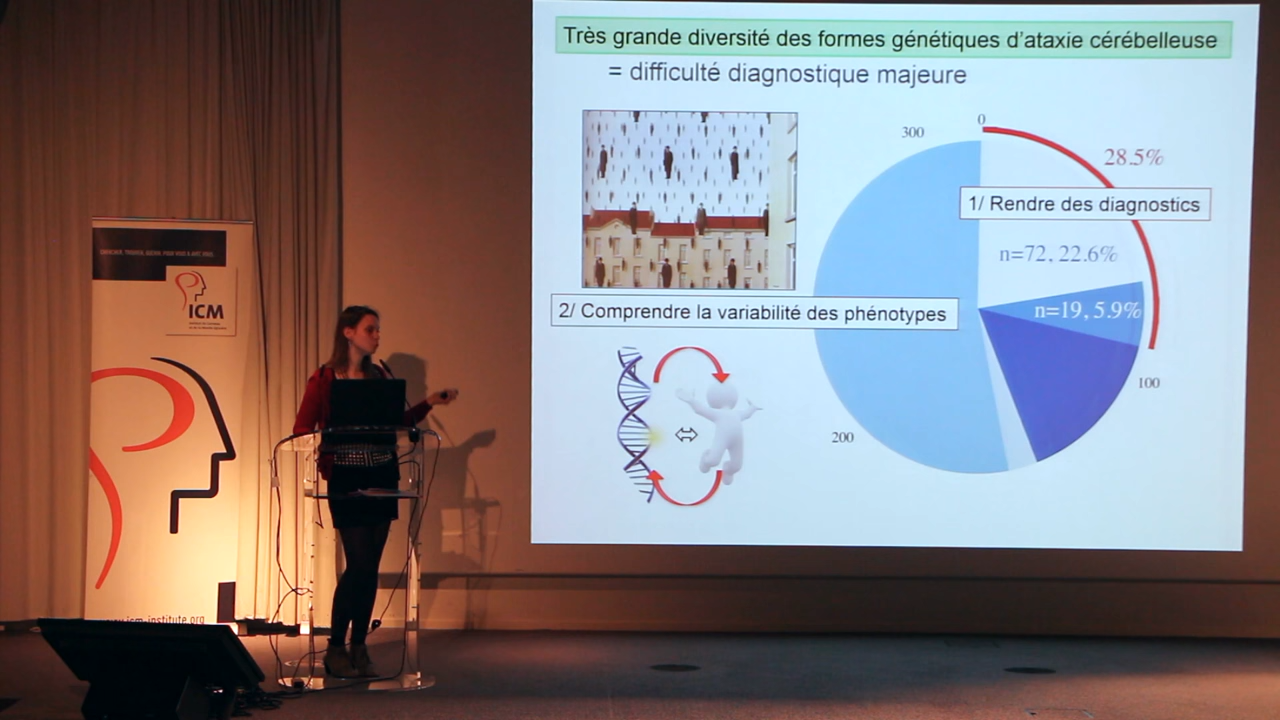 Très grande diversité des formes génétiques d'ataxie cérébelleuse
= difficulté diagnostique majeure
0
300
28.5%
1/ Rendre des diagnostics
n=72, 22.6%
n=19, 5.9%
2/ Comprendre la variabilité des phénotypes
100
200
ICM